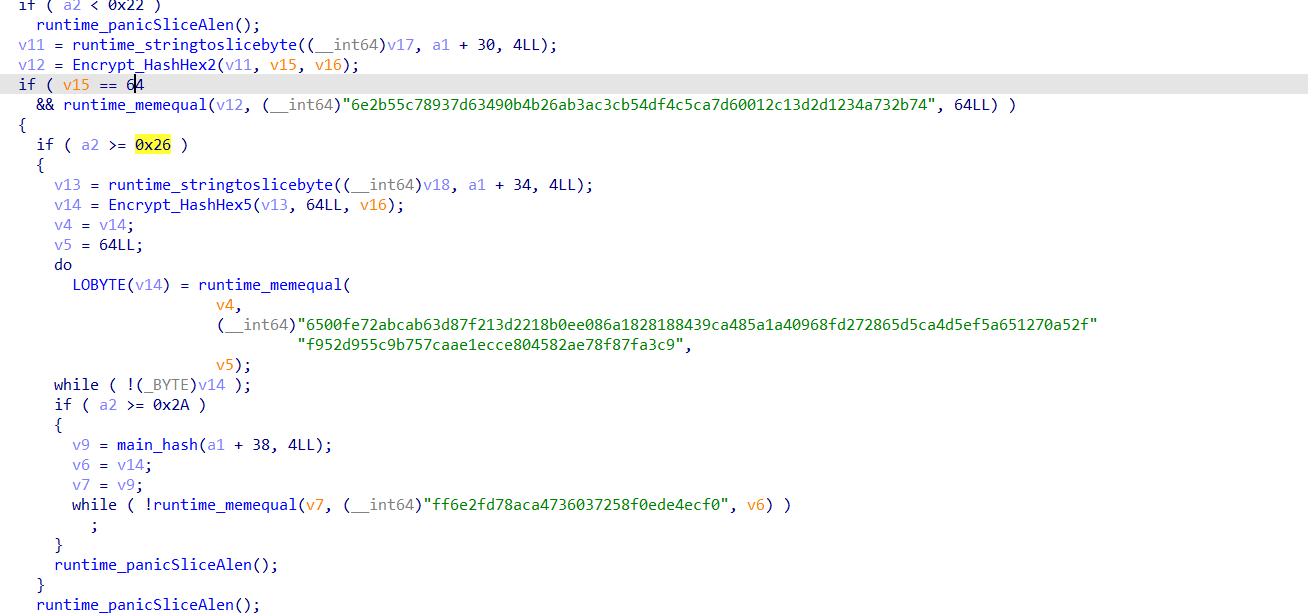 if ( a2 < 0x22 )
  runtime_panicSliceAlen();
v11 = runtime_stringtoslicebyte((__int64)v17, a1 + 30, 4LL);
v12 = Encrypt_HashHex2(v11, v15, v16);
if ( v15 == 64
  && runtime_memequal(v12, (__int64)"6e2b55c78937d63490b4b26ab3ac3cb54df4c5ca7d60012c13d2d1234a732b74", 64LL) )
{
  if ( a2 >= 0x26 )
  {
    v13 = runtime_stringtoslicebyte((__int64)v18, a1 + 34, 4LL);
    v14 = Encrypt_HashHex5(v13, 64LL, v16);
    v4 = v14;
    v5 = 64LL;
    do
      LOBYTE(v14) = runtime_memequal(
                      v4,
                      (__int64)"6500fe72abcab63d87f213d2218b0ee086a1828188439ca485a1a40968fd272865d5ca4d5ef5a651270a52f"
                               "f952d955c9b757caae1ecce804582ae78f87fa3c9",
                      v5);
    while ( !(_BYTE)v14 );
    if ( a2 >= 0x2A )
    {
      v9 = main_hash(a1 + 38, 4LL);
      v6 = v14;
      v7 = v9;
      while ( !runtime_memequal(v7, (__int64)"ff6e2fd78aca4736037258f0ede4ecf0", v6) )
        ;
    }
    runtime_panicSliceAlen();
  }
  runtime_panicSliceAlen();